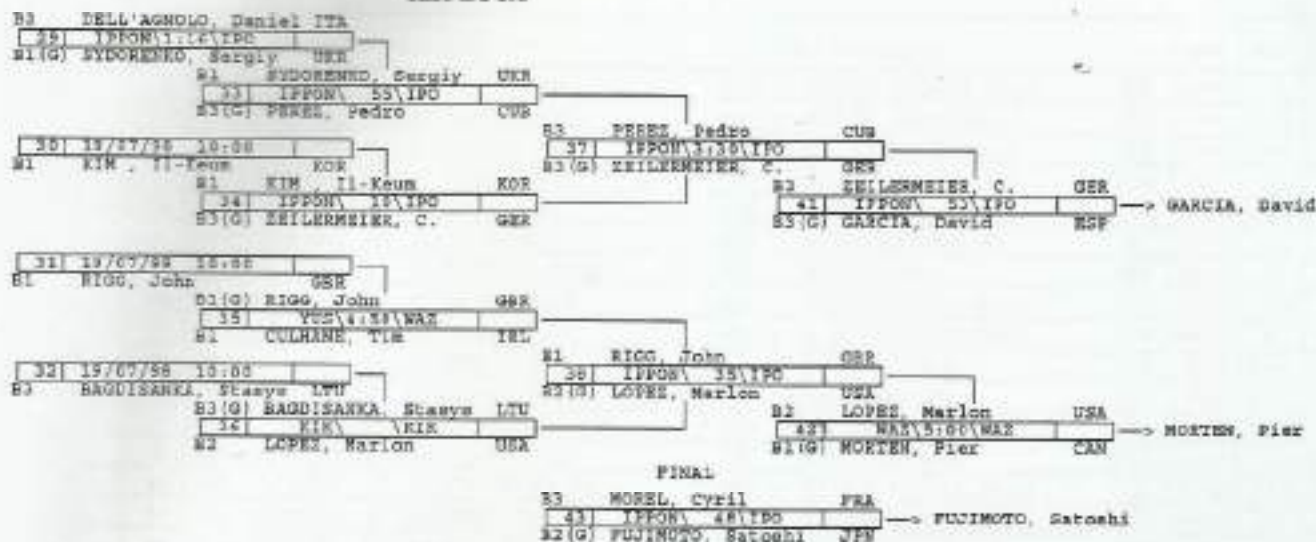 B3 DELL'AGNOLO, Daniel ITA
29 IPPON\1:16\IPO
B1(G) SYDORENKO, Sergiy UKR
B1 SYDORENKO, Sergiy UKR
33 IPPON\ 55\IPO
B3(G) PEREZ, Pedro CUB
30 19/07/98 10:00
B1 KIM , Il-Keum KOR
B1 KIM , Il-Keum KOR
34 IPPON\ 18\IPO
B3(G) ZEILERMEIER, C. GER
B3 PEREZ, Pedro CUB
37 IPPON\3:30\IPO
B3(G) ZEILERMEIER, C. GER
B3 ZEILERMEIER, C. GER
41 IPPON\ 53\IPO
B3(G) GARCIA, David ESP
GARCIA, David
31 19/07/98 10:00
B1 RIGG, John GBR
B1(G) RIGG, John GBR
35 YUS\4:58\WAZ
B1 CULHANE, Tim IRL
32 19/07/98 10:00
B3 BAGDISANKA, Stasys LTU
B3(G) BAGDISANKA, Stasys LTU
36 KIK\ \KIK
B2 LOPEZ, Marlon USA
B1 RIGG, John GBR
38 IPPON\ 35\IPO
B2(G) LOPEZ, Marlon USA
B2 LOPEZ, Marlon USA
42 WAZ\5:00\WAZ
B1(G) MORTEN, Pier CAN
MORTEN, Pier
FINAL
B3 MOREL, Cyril FRA
43 IPPON\ 48\IPO
B2(G) FUJIMOTO, Satoshi JPN
FUJIMOTO, Satoshi